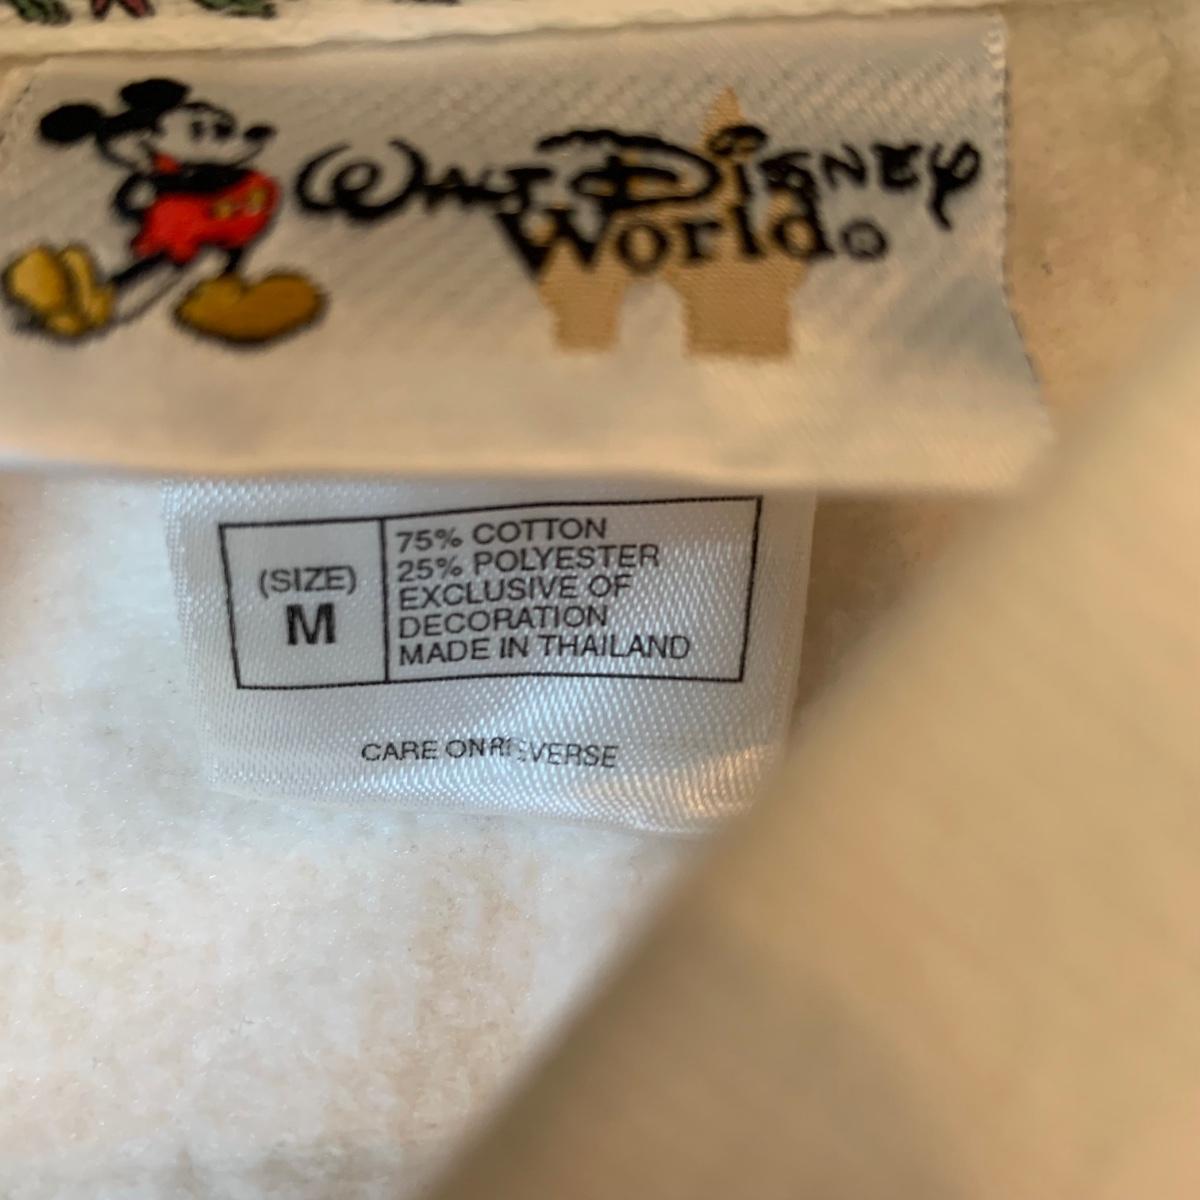 WALT DISNEY
World®
(SIZE)
M
75% COTTON
25% POLYESTER
EXCLUSIVE OF
DECORATION
MADE IN THAILAND
CARE ON REVERSE